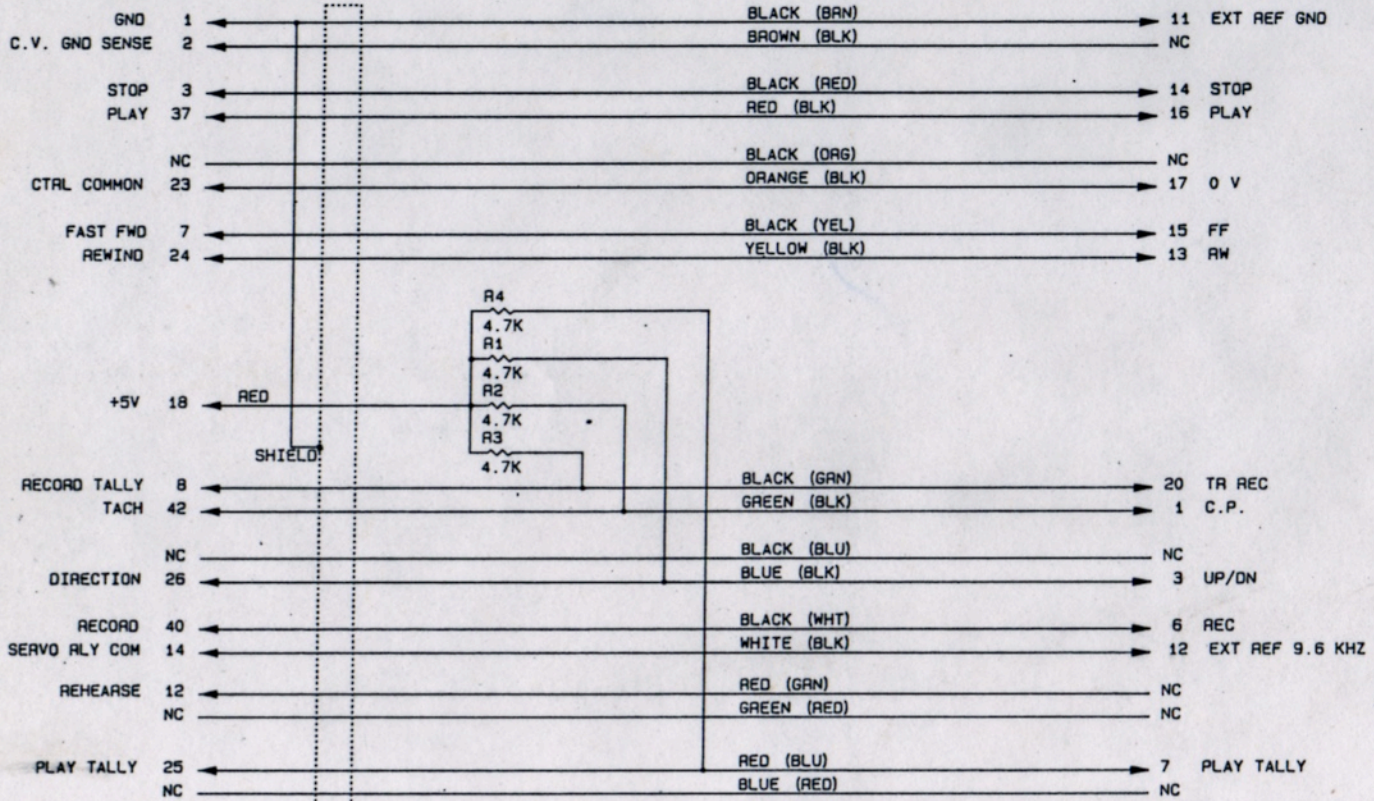 GND 1 BLACK (BRN) 11 EXT REF GND
C.V. GND SENSE 2 BROWN (BLK) NC
STOP 3 BLACK (RED) 14 STOP
PLAY 37 RED (BLK) 16 PLAY
NC BLACK (ORG) NC
CTRL COMMON 23 ORANGE (BLK) 17 0 V
FAST FWD 7 BLACK (YEL) 15 FF
REWIND 24 YELLOW (BLK) 13 RW
R4
4.7K
R1
4.7K
+5V 18 RED R2
4.7K
R3
SHIELD 4.7K
RECORD TALLY 8 BLACK (GRN) 20 TR REC
TACH 42 GREEN (BLK) 1 C.P.
NC BLACK (BLU) NC
DIRECTION 26 BLUE (BLK) 3 UP/DN
RECORD 40 BLACK (WHT) 6 REC
SERVO RLY COM 14 WHITE (BLK) 12 EXT REF 9.6 KHZ
REHEARSE 12 RED (GRN) NC
NC GREEN (RED) NC
PLAY TALLY 25 RED (BLU) 7 PLAY TALLY
NC BLUE (RED) NC